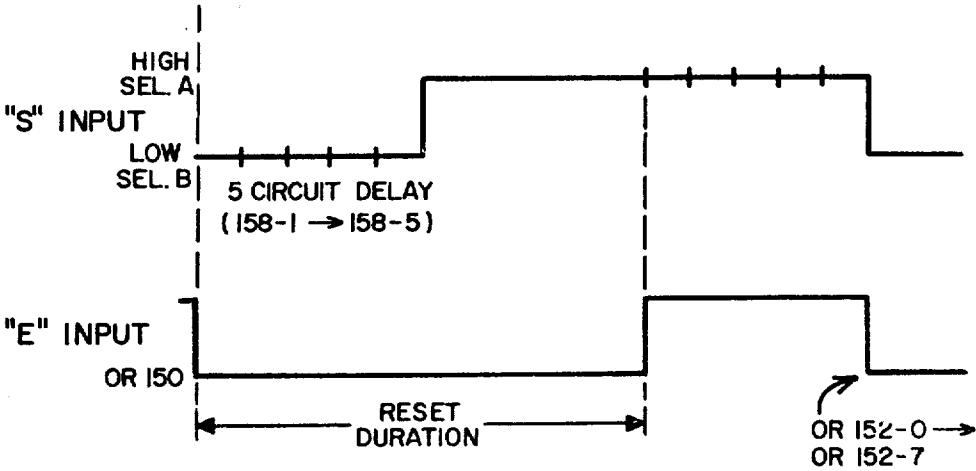 HIGH
SEL. A
"S" INPUT
LOW
SEL. B
5 CIRCUIT DELAY
(158-1 → 158-5)
"E" INPUT
OR 150
RESET
DURATION
OR 152-0 →
OR 152-7